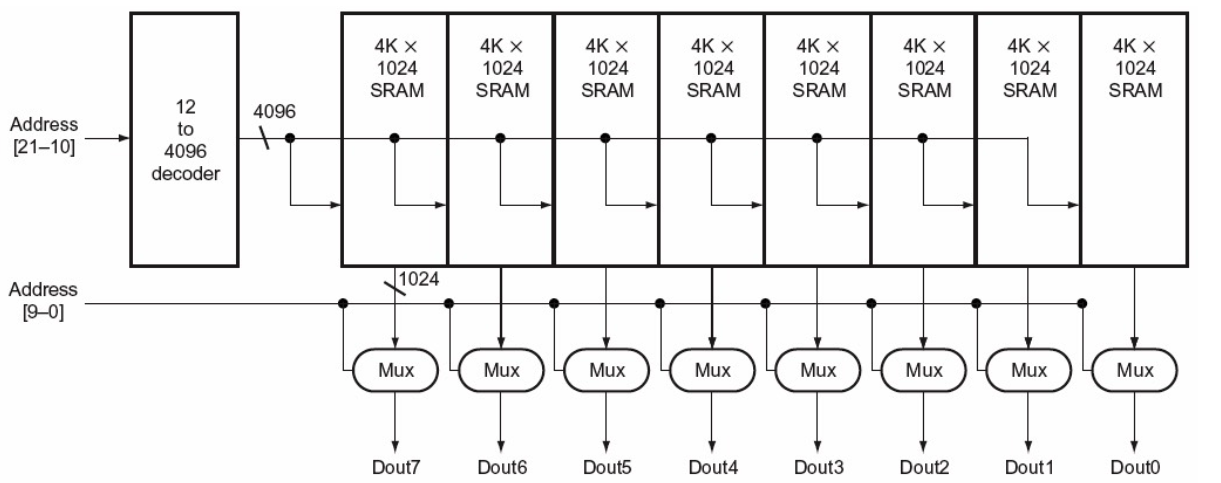 4K ×
1024
SRAM
4K ×
1024
SRAM
4K ×
1024
SRAM
4K ×
1024
SRAM
4K ×
1024
SRAM
4K ×
1024
SRAM
4K ×
1024
SRAM
4K ×
1024
SRAM
Address
[21–10]
12
to
4096
decoder
4096
1024
Address
[9–0]
Mux
Mux
Mux
Mux
Mux
Mux
Mux
Mux
Dout7
Dout6
Dout5
Dout4
Dout3
Dout2
Dout1
Dout0